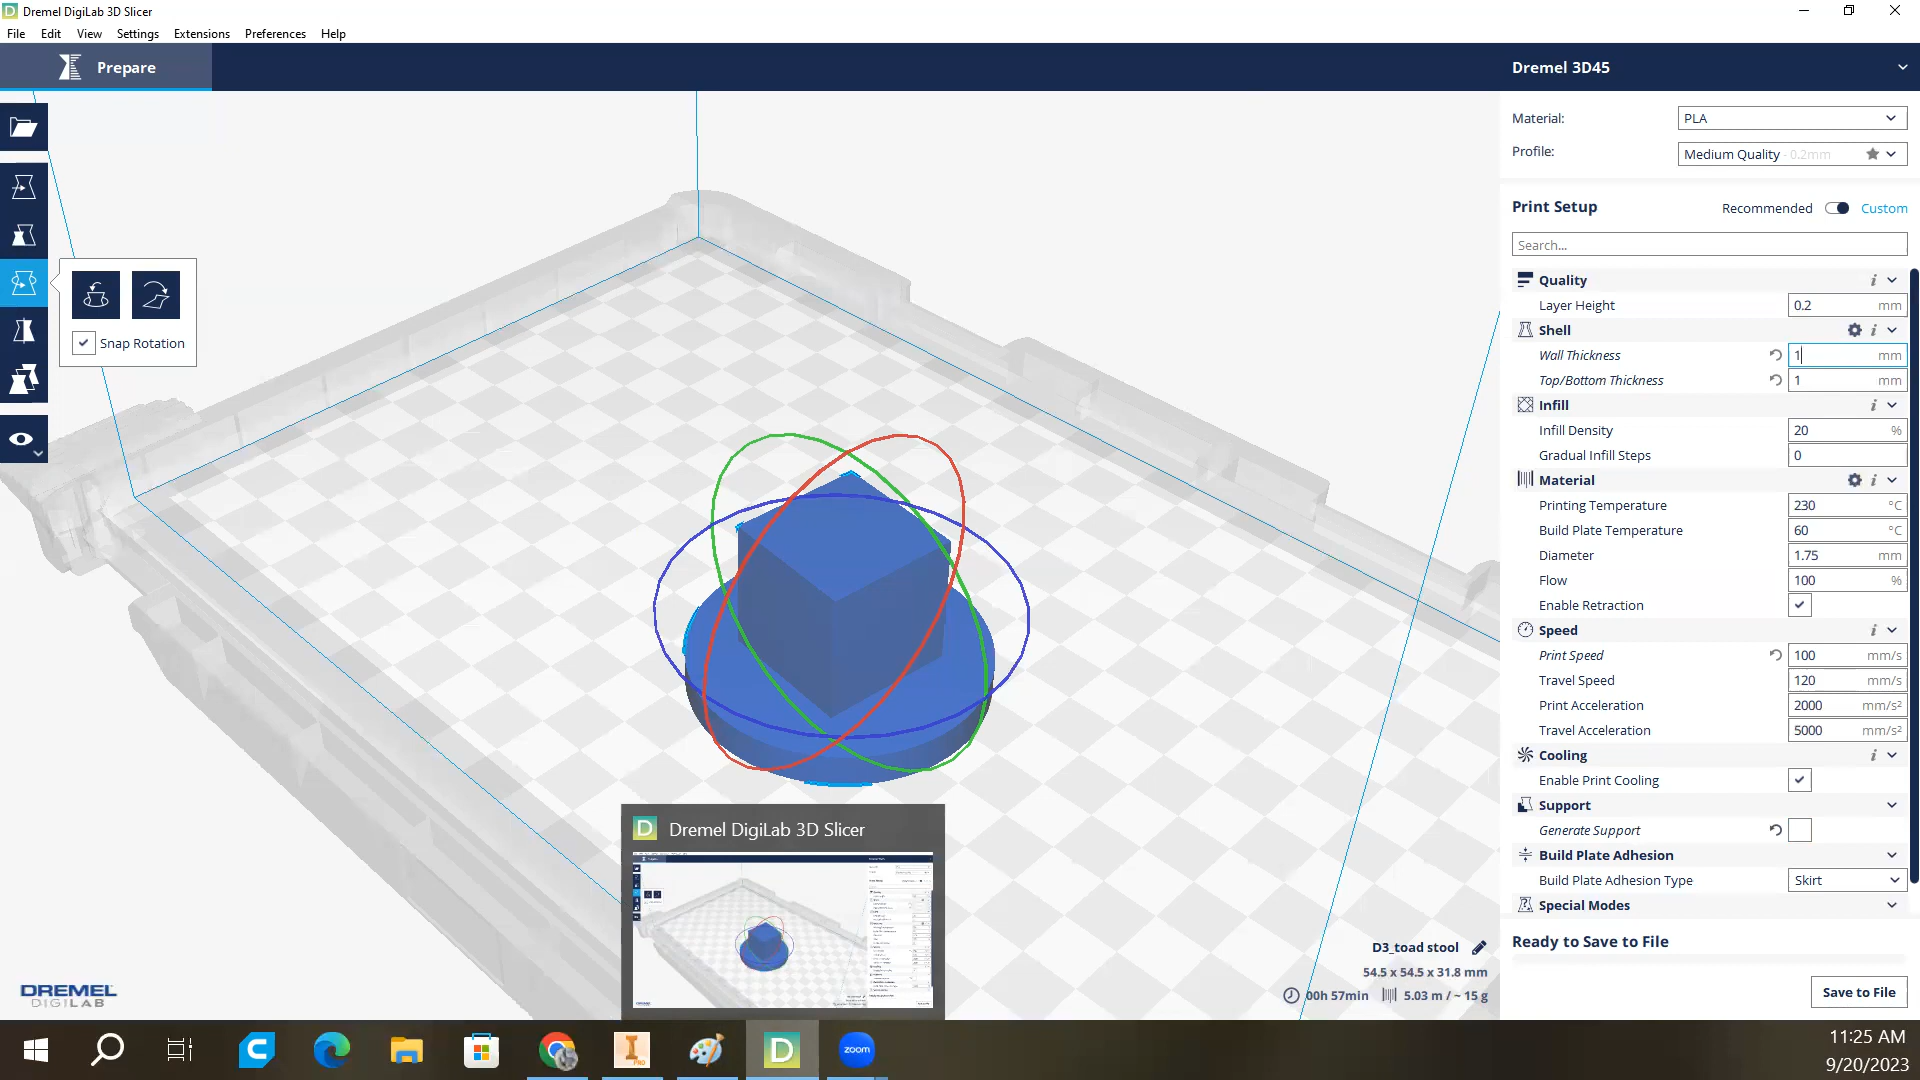 Dremel DigiLab 3D Slicer
File Edit View Settings Extensions Preferences Help
Prepare
Dremel 3D45
Material: PLA
Profile: Medium Quality - 0.2mm
Print Setup Recommended Custom
Search...
Quality
Layer Height 0.2 mm
Shell
Wall Thickness 1 mm
Top/Bottom Thickness 1 mm
Infill
Infill Density 20 %
Gradual Infill Steps 0
Material
Printing Temperature 230 °C
Build Plate Temperature 60 °C
Diameter 1.75 mm
Flow 100 %
Enable Retraction
Speed
Print Speed 100 mm/s
Travel Speed 120 mm/s
Print Acceleration 2000 mm/s²
Travel Acceleration 5000 mm/s²
Cooling
Enable Print Cooling
Support
Generate Support
Build Plate Adhesion
Build Plate Adhesion Type Skirt
Special Modes
Ready to Save to File
Save to File
Snap Rotation
D Dremel DigiLab 3D Slicer
D3_toad stool
54.5 x 54.5 x 31.8 mm
00h 57min 5.03 m / ~ 15 g
DREMEL
DIGILAB
I PRO
D
zoom
11:25 AM
9/20/2023